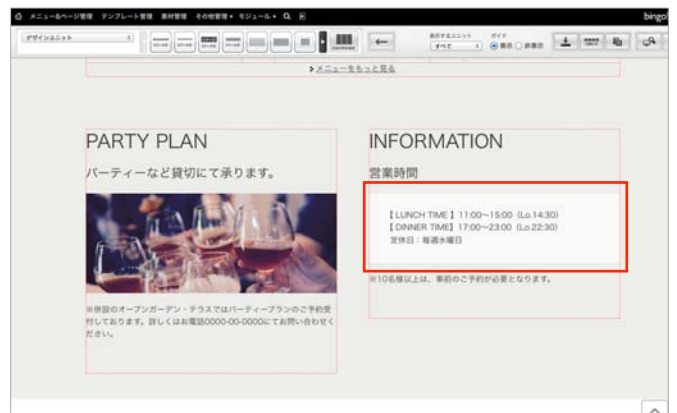 メニュー&ページ管理 テンプレート管理 素材管理 その他管理▾ モジュール▾
bingo!
デザインユニット
表示するユニット
すべて
ガイド
表示 非表示
メニューをもっと見る
PARTY PLAN
パーティーなど貸切にて承ります。
※併設のオープンガーデン・テラスではパーティープランのご予約受
付しております。詳しくはお電話0000-00-0000にてお問い合わせく
ださい。
INFORMATION
営業時間
【 LUNCH TIME 】11:00〜15:00（Lo.14:30）
【 DINNER TIME】17:00〜23:00（Lo.22:30）
定休日：毎週水曜日
※10名様以上は、事前のご予約が必要となります。